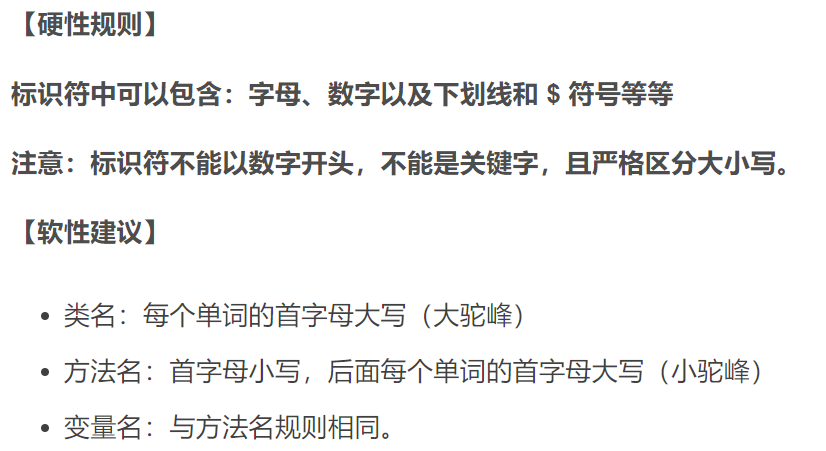 【硬性规则】
标识符中可以包含：字母、数字以及下划线和 $ 符号等等
注意：标识符不能以数字开头，不能是关键字，且严格区分大小写。
【软性建议】
• 类名：每个单词的首字母大写（大驼峰）
• 方法名：首字母小写，后面每个单词的首字母大写（小驼峰）
• 变量名：与方法名规则相同。